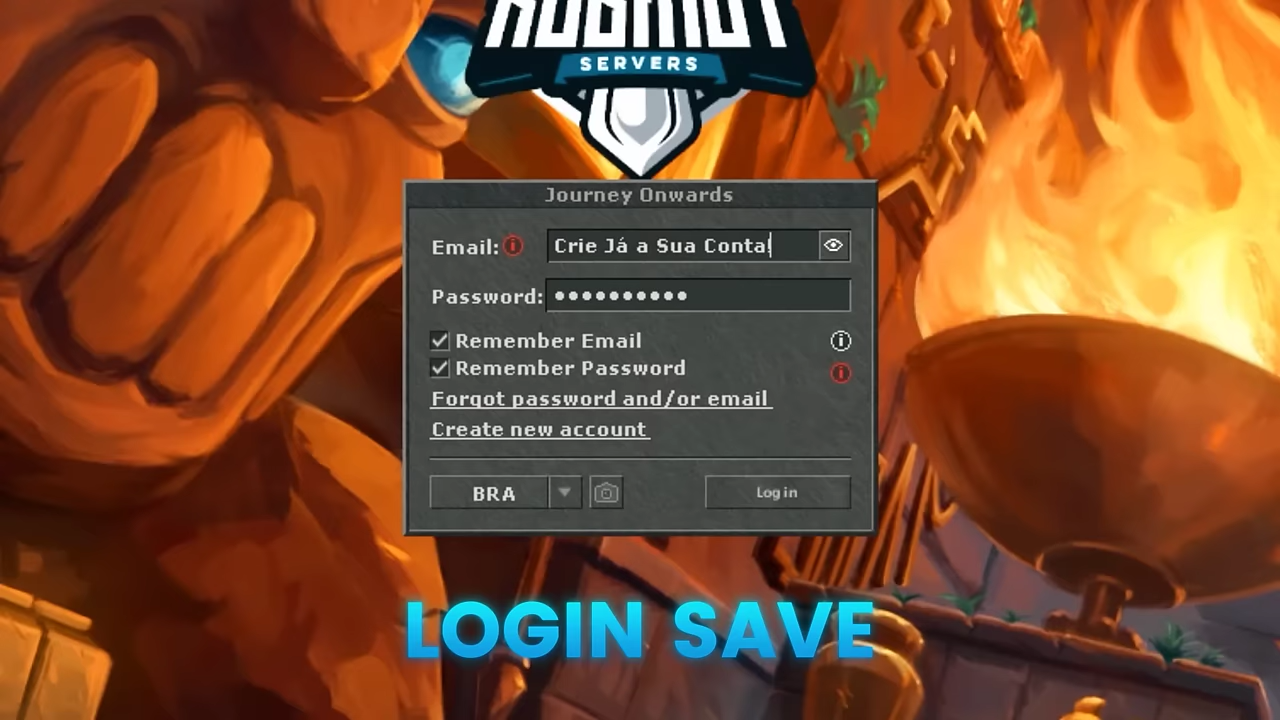 SERVERS
Journey Onwards
Email:
Crie Já a Sua Conta!
Password:
Remember Email
Remember Password
Forgot password and/or email
Create new account
BRA
Log in
LOGIN SAVE